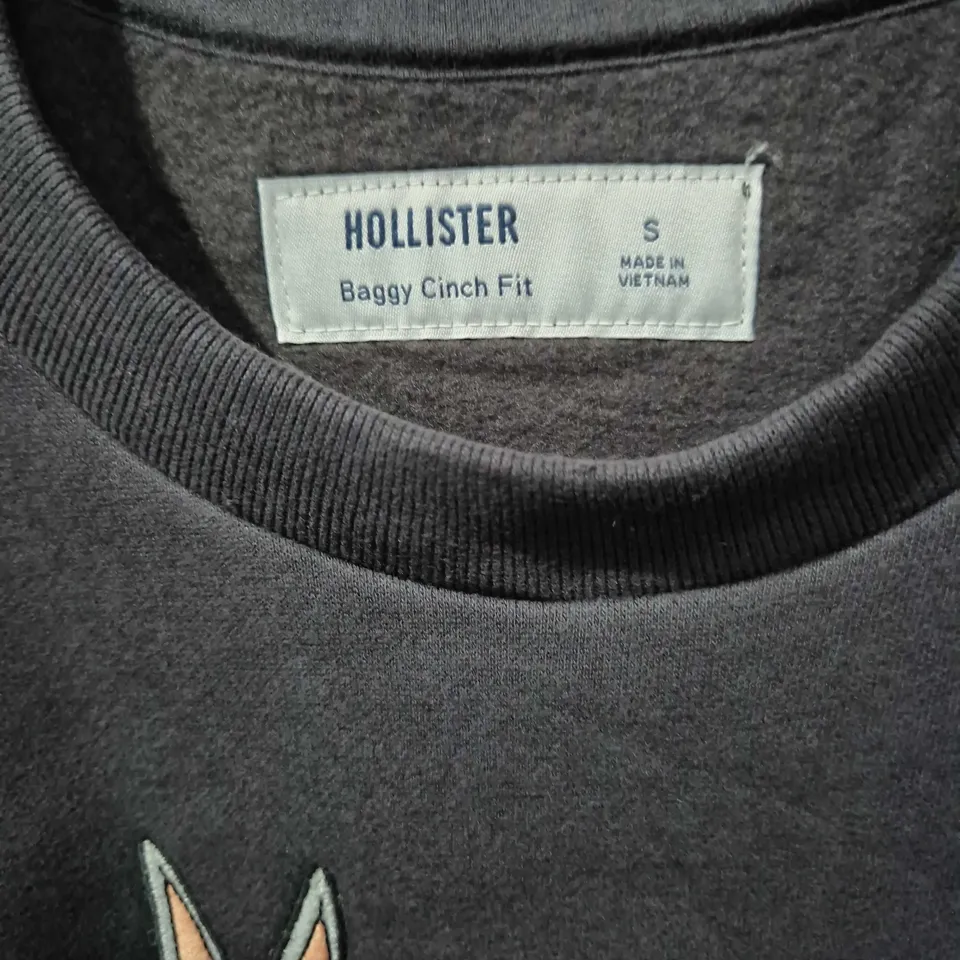 HOLLISTER
Baggy Cinch Fit
S
MADE IN
VIETNAM